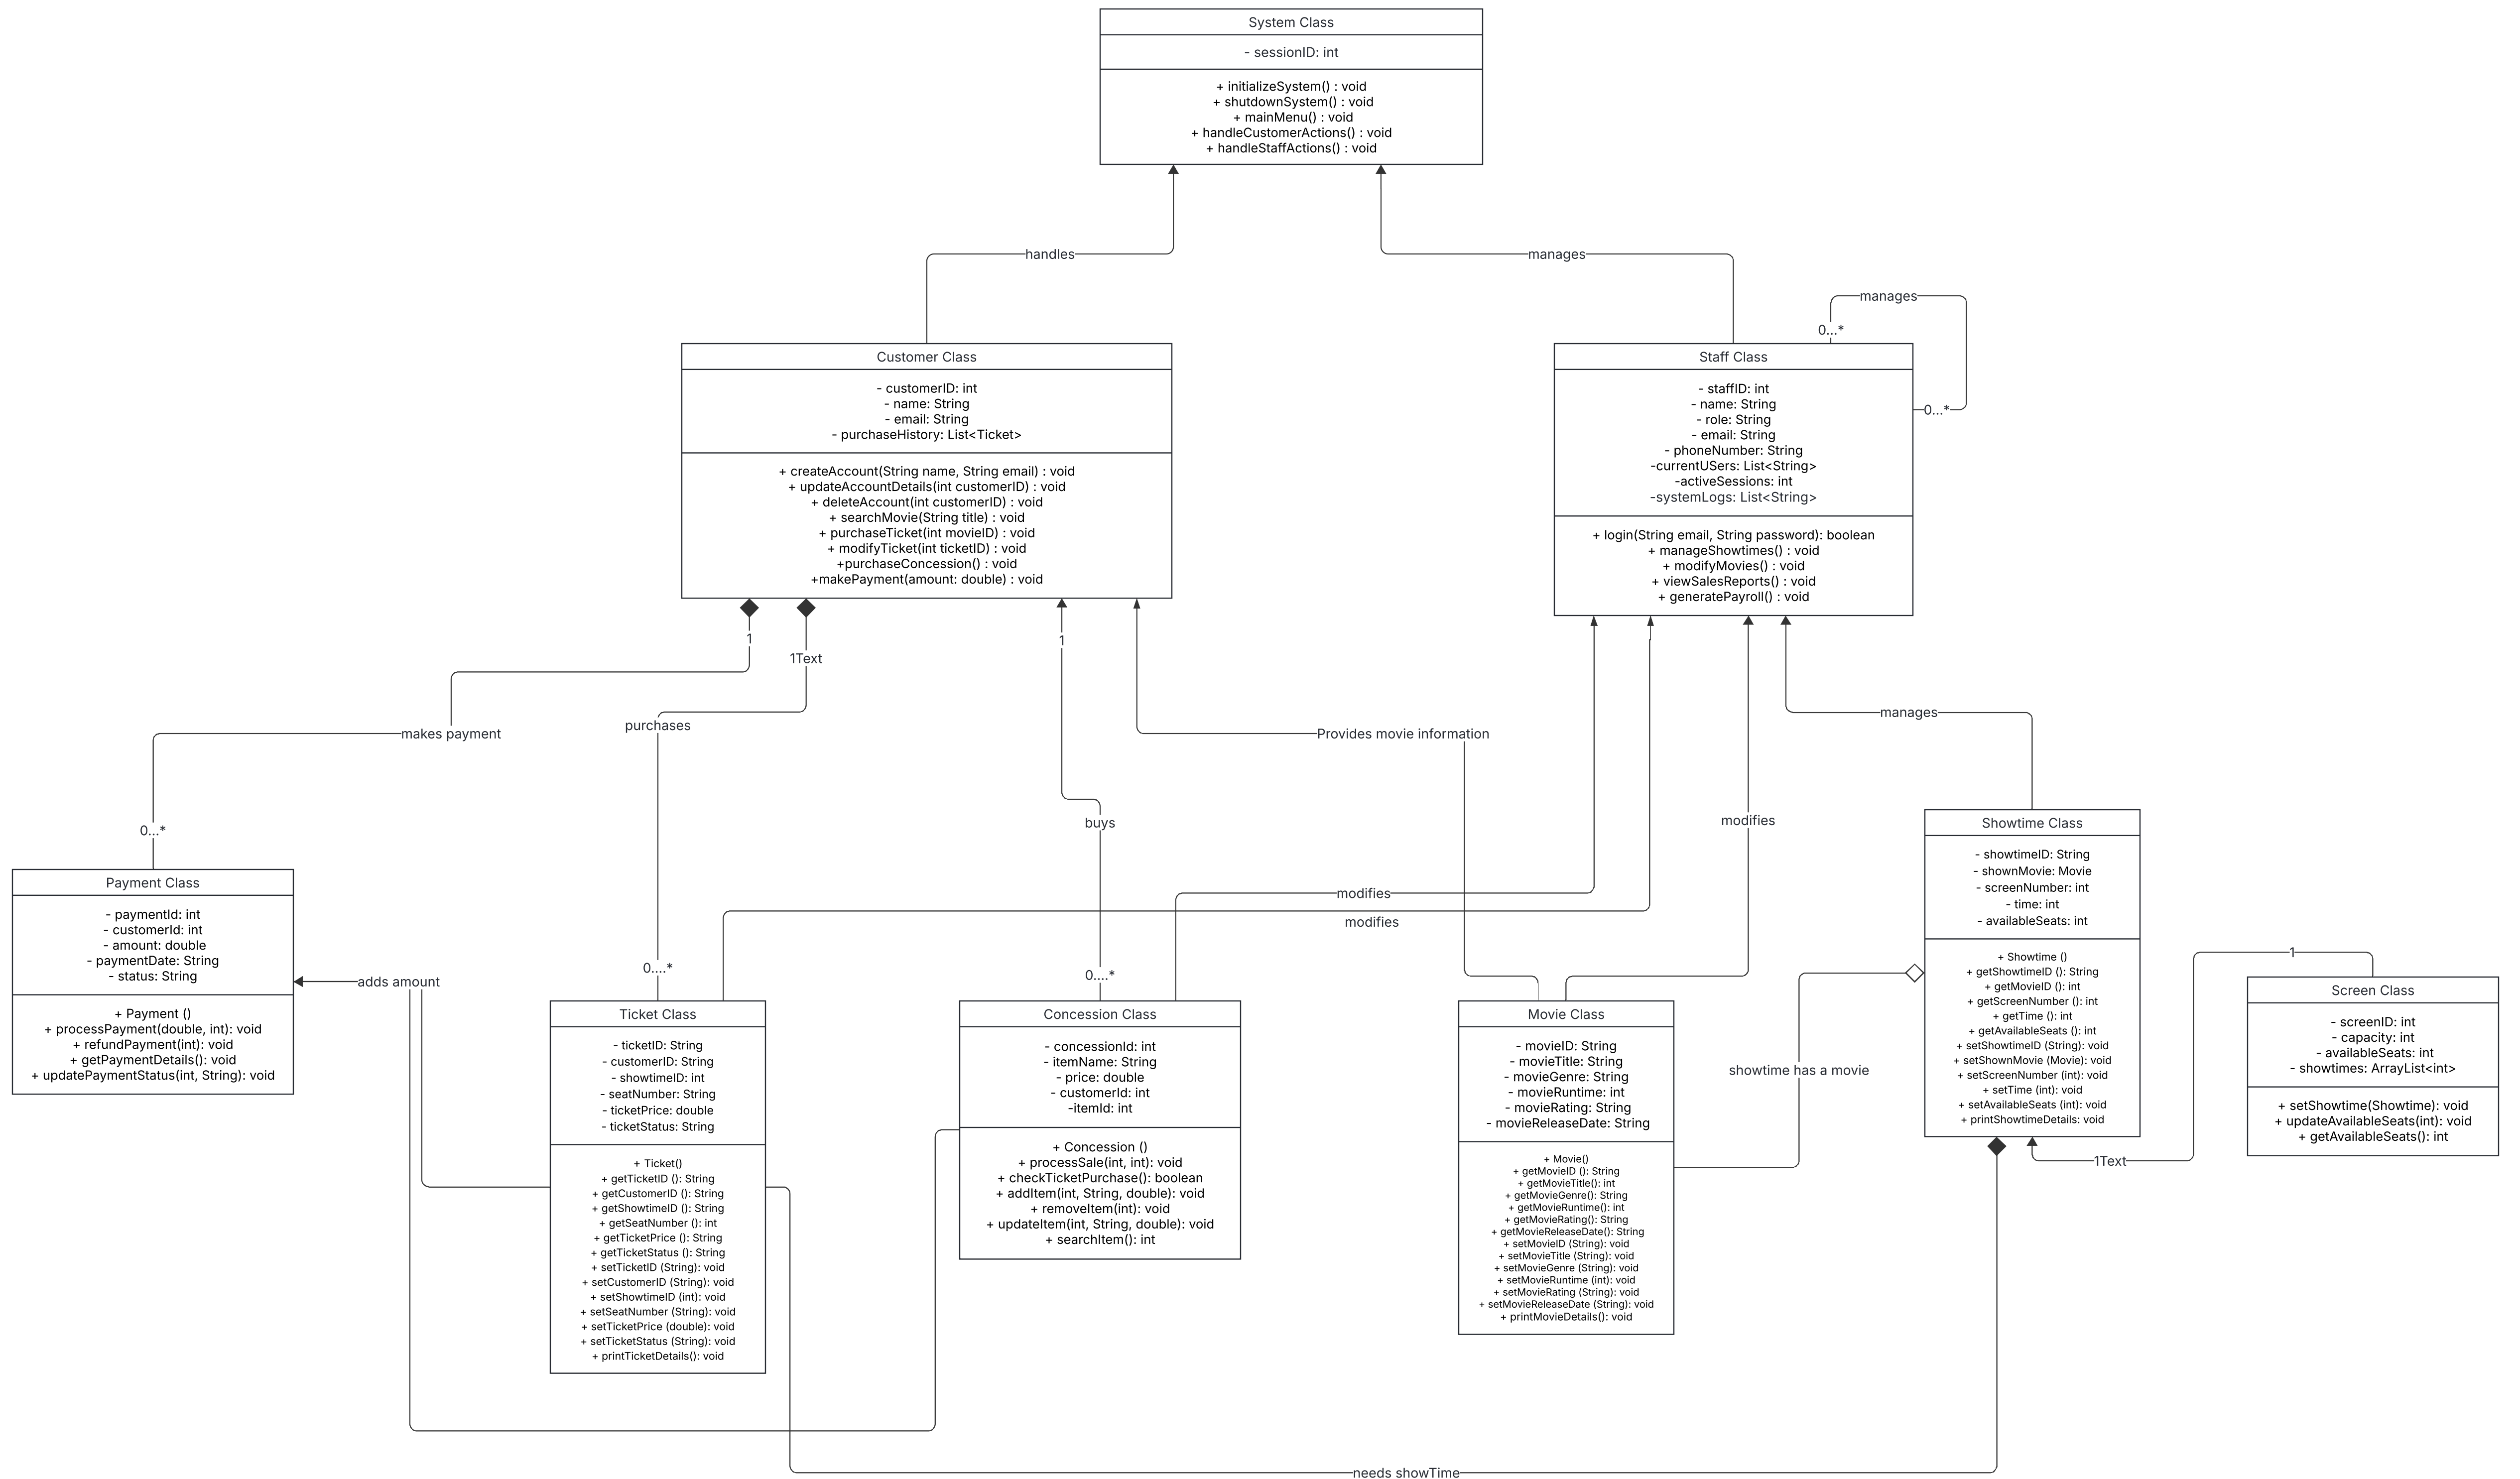 System Class
- sessionID: int
+ initializeSystem() : void
+ shutdownSystem() : void
+ mainMenu() : void
+ handleCustomerActions() : void
+ handleStaffActions() : void
handles
manages
manages
0...*
0...*
Customer Class
- customerID: int
- name: String
- email: String
- purchaseHistory: List<Ticket>
+ createAccount(String name, String email) : void
+ updateAccountDetails(int customerID) : void
+ deleteAccount(int customerID) : void
+ searchMovie(String title) : void
+ purchaseTicket(int movieID) : void
+ modifyTicket(int ticketID) : void
+purchaseConcession() : void
+makePayment(amount: double) : void
Staff Class
- staffID: int
- name: String
- role: String
- email: String
- phoneNumber: String
-currentUSers: List<String>
-activeSessions: int
-systemLogs: List<String>
+ login(String email, String password): boolean
+ manageShowtimes() : void
+ modifyMovies() : void
+ viewSalesReports() : void
+ generatePayroll() : void
1
1Text
1
makes payment
purchases
buys
Provides movie information
manages
modifies
modifies
modifies
0...*
0....*
0....*
adds amount
Payment Class
- paymentId: int
- customerId: int
- amount: double
- paymentDate: String
- status: String
+ Payment ()
+ processPayment(double, int): void
+ refundPayment(int): void
+ getPaymentDetails(): void
+ updatePaymentStatus(int, String): void
Ticket Class
- ticketID: String
- customerID: String
- showtimeID: int
- seatNumber: String
- ticketPrice: double
- ticketStatus: String
+ Ticket()
+ getTicketID (): String
+ getCustomerID (): String
+ getShowtimeID (): String
+ getSeatNumber (): int
+ getTicketPrice (): String
+ getTicketStatus (): String
+ setTicketID (String): void
+ setCustomerID (String): void
+ setShowtimeID (int): void
+ setSeatNumber (String): void
+ setTicketPrice (double): void
+ setTicketStatus (String): void
+ printTicketDetails(): void
Concession Class
- concessionId: int
- itemName: String
- price: double
- customerId: int
-itemId: int
+ Concession ()
+ processSale(int, int): void
+ checkTicketPurchase(): boolean
+ addItem(int, String, double): void
+ removeItem(int): void
+ updateItem(int, String, double): void
+ searchItem(): int
Movie Class
- movieID: String
- movieTitle: String
- movieGenre: String
- movieRuntime: int
- movieRating: String
- movieReleaseDate: String
+ Movie()
+ getMovieID (): String
+ getMovieTitle(): int
+ getMovieGenre(): String
+ getMovieRuntime(): int
+ getMovieRating(): String
+ getMovieReleaseDate(): String
+ setMovieID (String): void
+ setMovieTitle (String): void
+ setMovieGenre (String): void
+ setMovieRuntime (int): void
+ setMovieRating (String): void
+ setMovieReleaseDate (String): void
+ printMovieDetails(): void
showtime has a movie
Showtime Class
- showtimeID: String
- shownMovie: Movie
- screenNumber: int
- time: int
- availableSeats: int
+ Showtime ()
+ getShowtimeID (): String
+ getMovieID (): int
+ getScreenNumber (): int
+ getTime (): int
+ getAvailableSeats (): int
+ setShowtimeID (String): void
+ setShownMovie (Movie): void
+ setScreenNumber (int): void
+ setTime (int): void
+ setAvailableSeats (int): void
+ printShowtimeDetails: void
1
1Text
Screen Class
- screenID: int
- capacity: int
- availableSeats: int
- showtimes: ArrayList<int>
+ setShowtime(Showtime): void
+ updateAvailableSeats(int): void
+ getAvailableSeats(): int
needs showTime